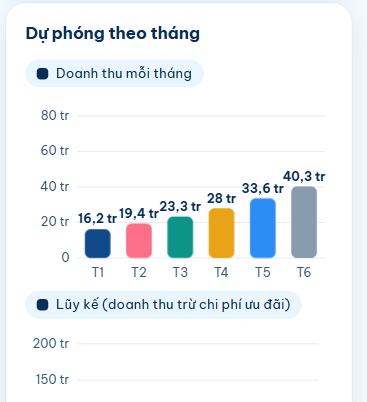 Dự phóng theo tháng
Doanh thu mỗi tháng
80 tr
60 tr
40 tr
20 tr
0
16,2 tr
19,4 tr
23,3 tr
28 tr
33,6 tr
40,3 tr
T1
T2
T3
T4
T5
T6
Lũy kế (doanh thu trừ chi phí ưu đãi)
200 tr
150 tr